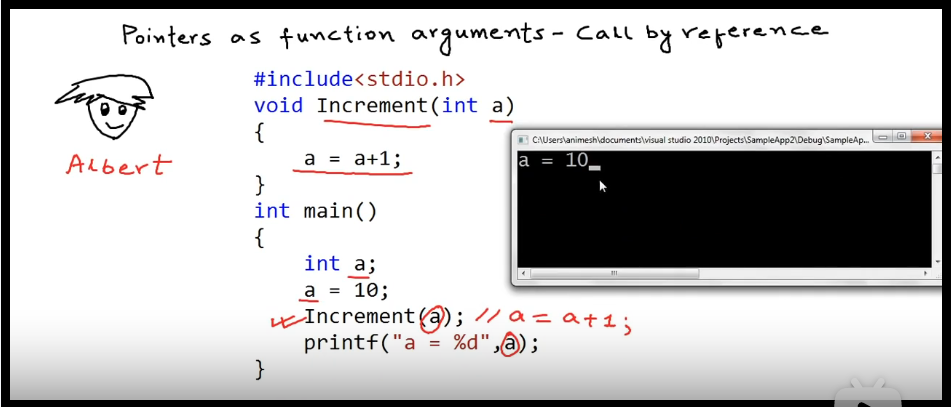 Pointers as function arguments - Call by reference
Albert
#include<stdio.h>
void Increment(int a)
{
a = a+1;
}
int main()
{
int a;
a = 10;
Increment(a); // a = a+1;
printf("a = %d",a);
}
C:\Users\animesh\documents\visual studio 2010\Projects\SampleApp2\Debug\SampleAp...
a = 10_